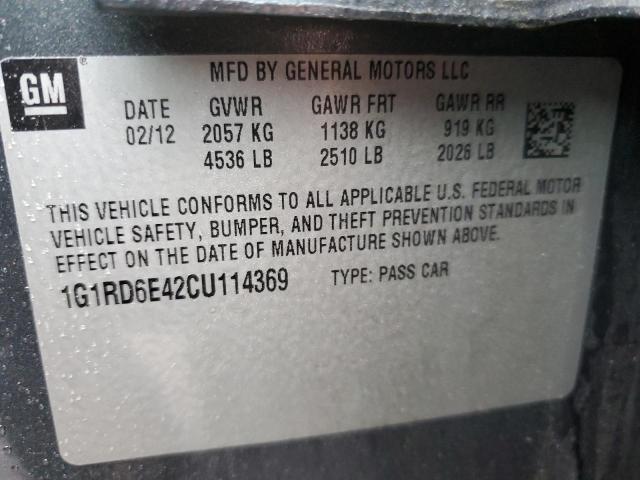 GM ®
MFD BY GENERAL MOTORS LLC
DATE GVWR GAWR FRT GAWR RR
02/12 2057 KG 1138 KG 919 KG
4536 LB 2510 LB 2026 LB
THIS VEHICLE CONFORMS TO ALL APPLICABLE U.S. FEDERAL MOTOR
VEHICLE SAFETY, BUMPER, AND THEFT PREVENTION STANDARDS IN
EFFECT ON THE DATE OF MANUFACTURE SHOWN ABOVE.
1G1RD6E42CU114369 TYPE: PASS CAR